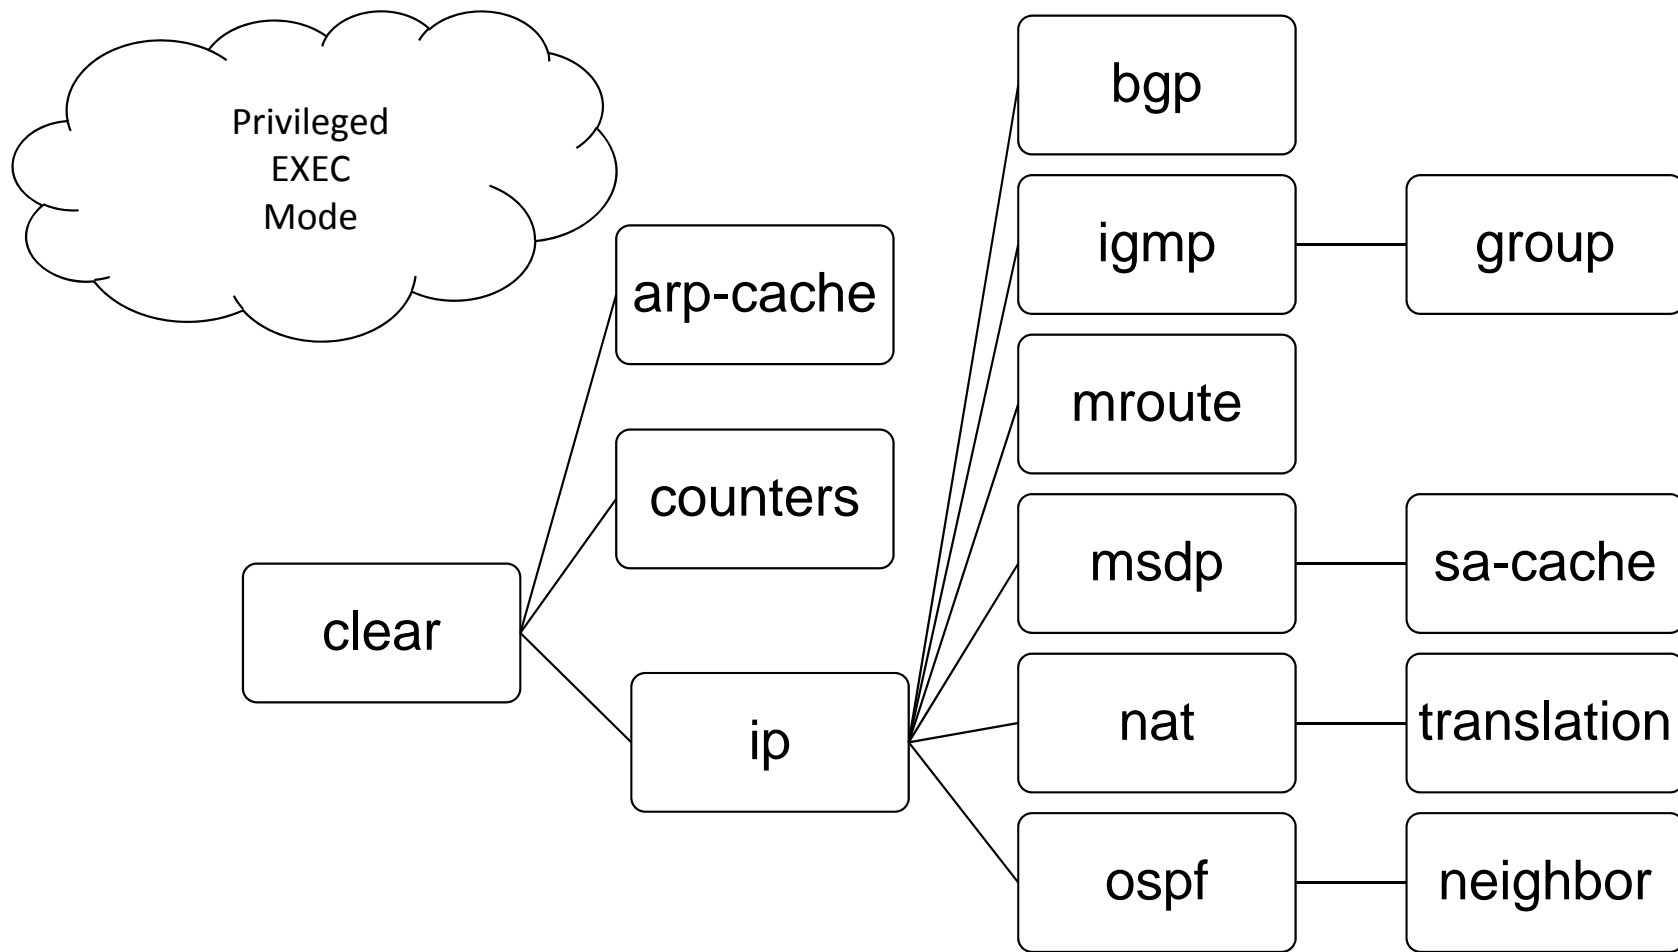 Privileged
EXEC
Mode
clear
arp-cache
counters
ip
bgp
igmp
group
mroute
msdp
sa-cache
nat
translation
ospf
neighbor